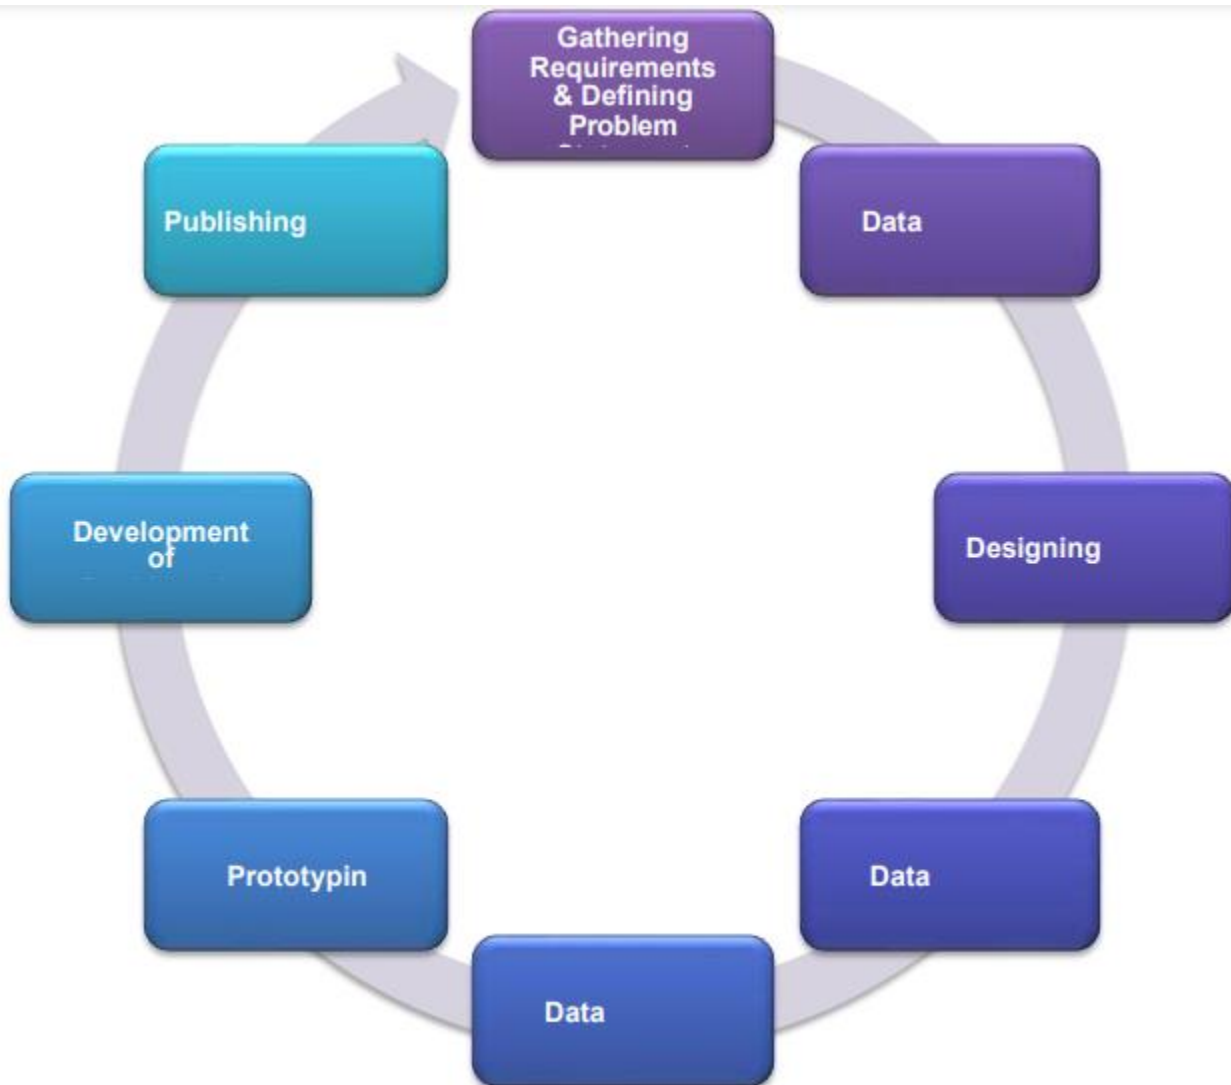 Gathering
Requirements
& Defining
Problem
Data
Designing
Data
Data
Prototypin
Development
of
Publishing